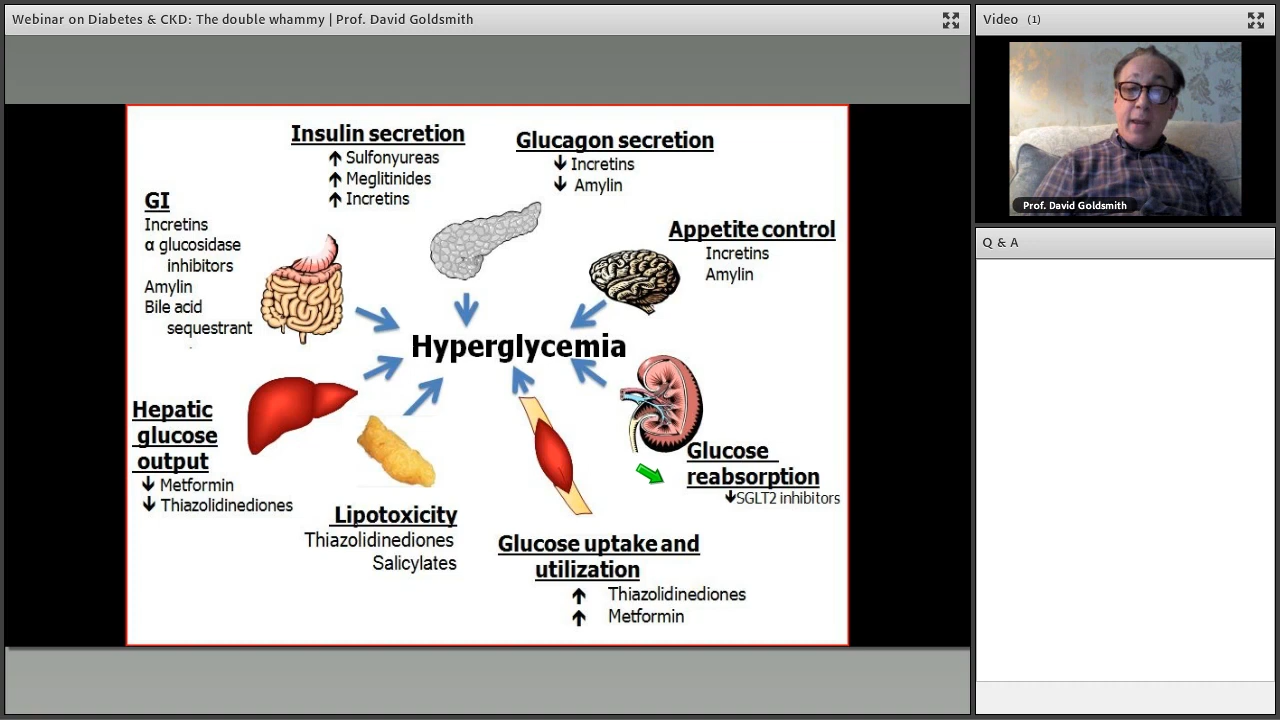 Webinar on Diabetes & CKD: The double whammy | Prof. David Goldsmith
Video (1)
Prof. David Goldsmith
Q & A
Insulin secretion
↑ Sulfonyureas
↑ Meglitinides
↑ Incretins
Glucagon secretion
↓ Incretins
↓ Amylin
GI
Incretins
α glucosidase
inhibitors
Amylin
Bile acid
sequestrant
Appetite control
Incretins
Amylin
Hyperglycemia
Hepatic
glucose
output
↓ Metformin
↓ Thiazolidinediones
Lipotoxicity
Thiazolidinediones
Salicylates
Glucose uptake and
utilization
↑ Thiazolidinediones
↑ Metformin
Glucose
reabsorption
↓SGLT2 inhibitors